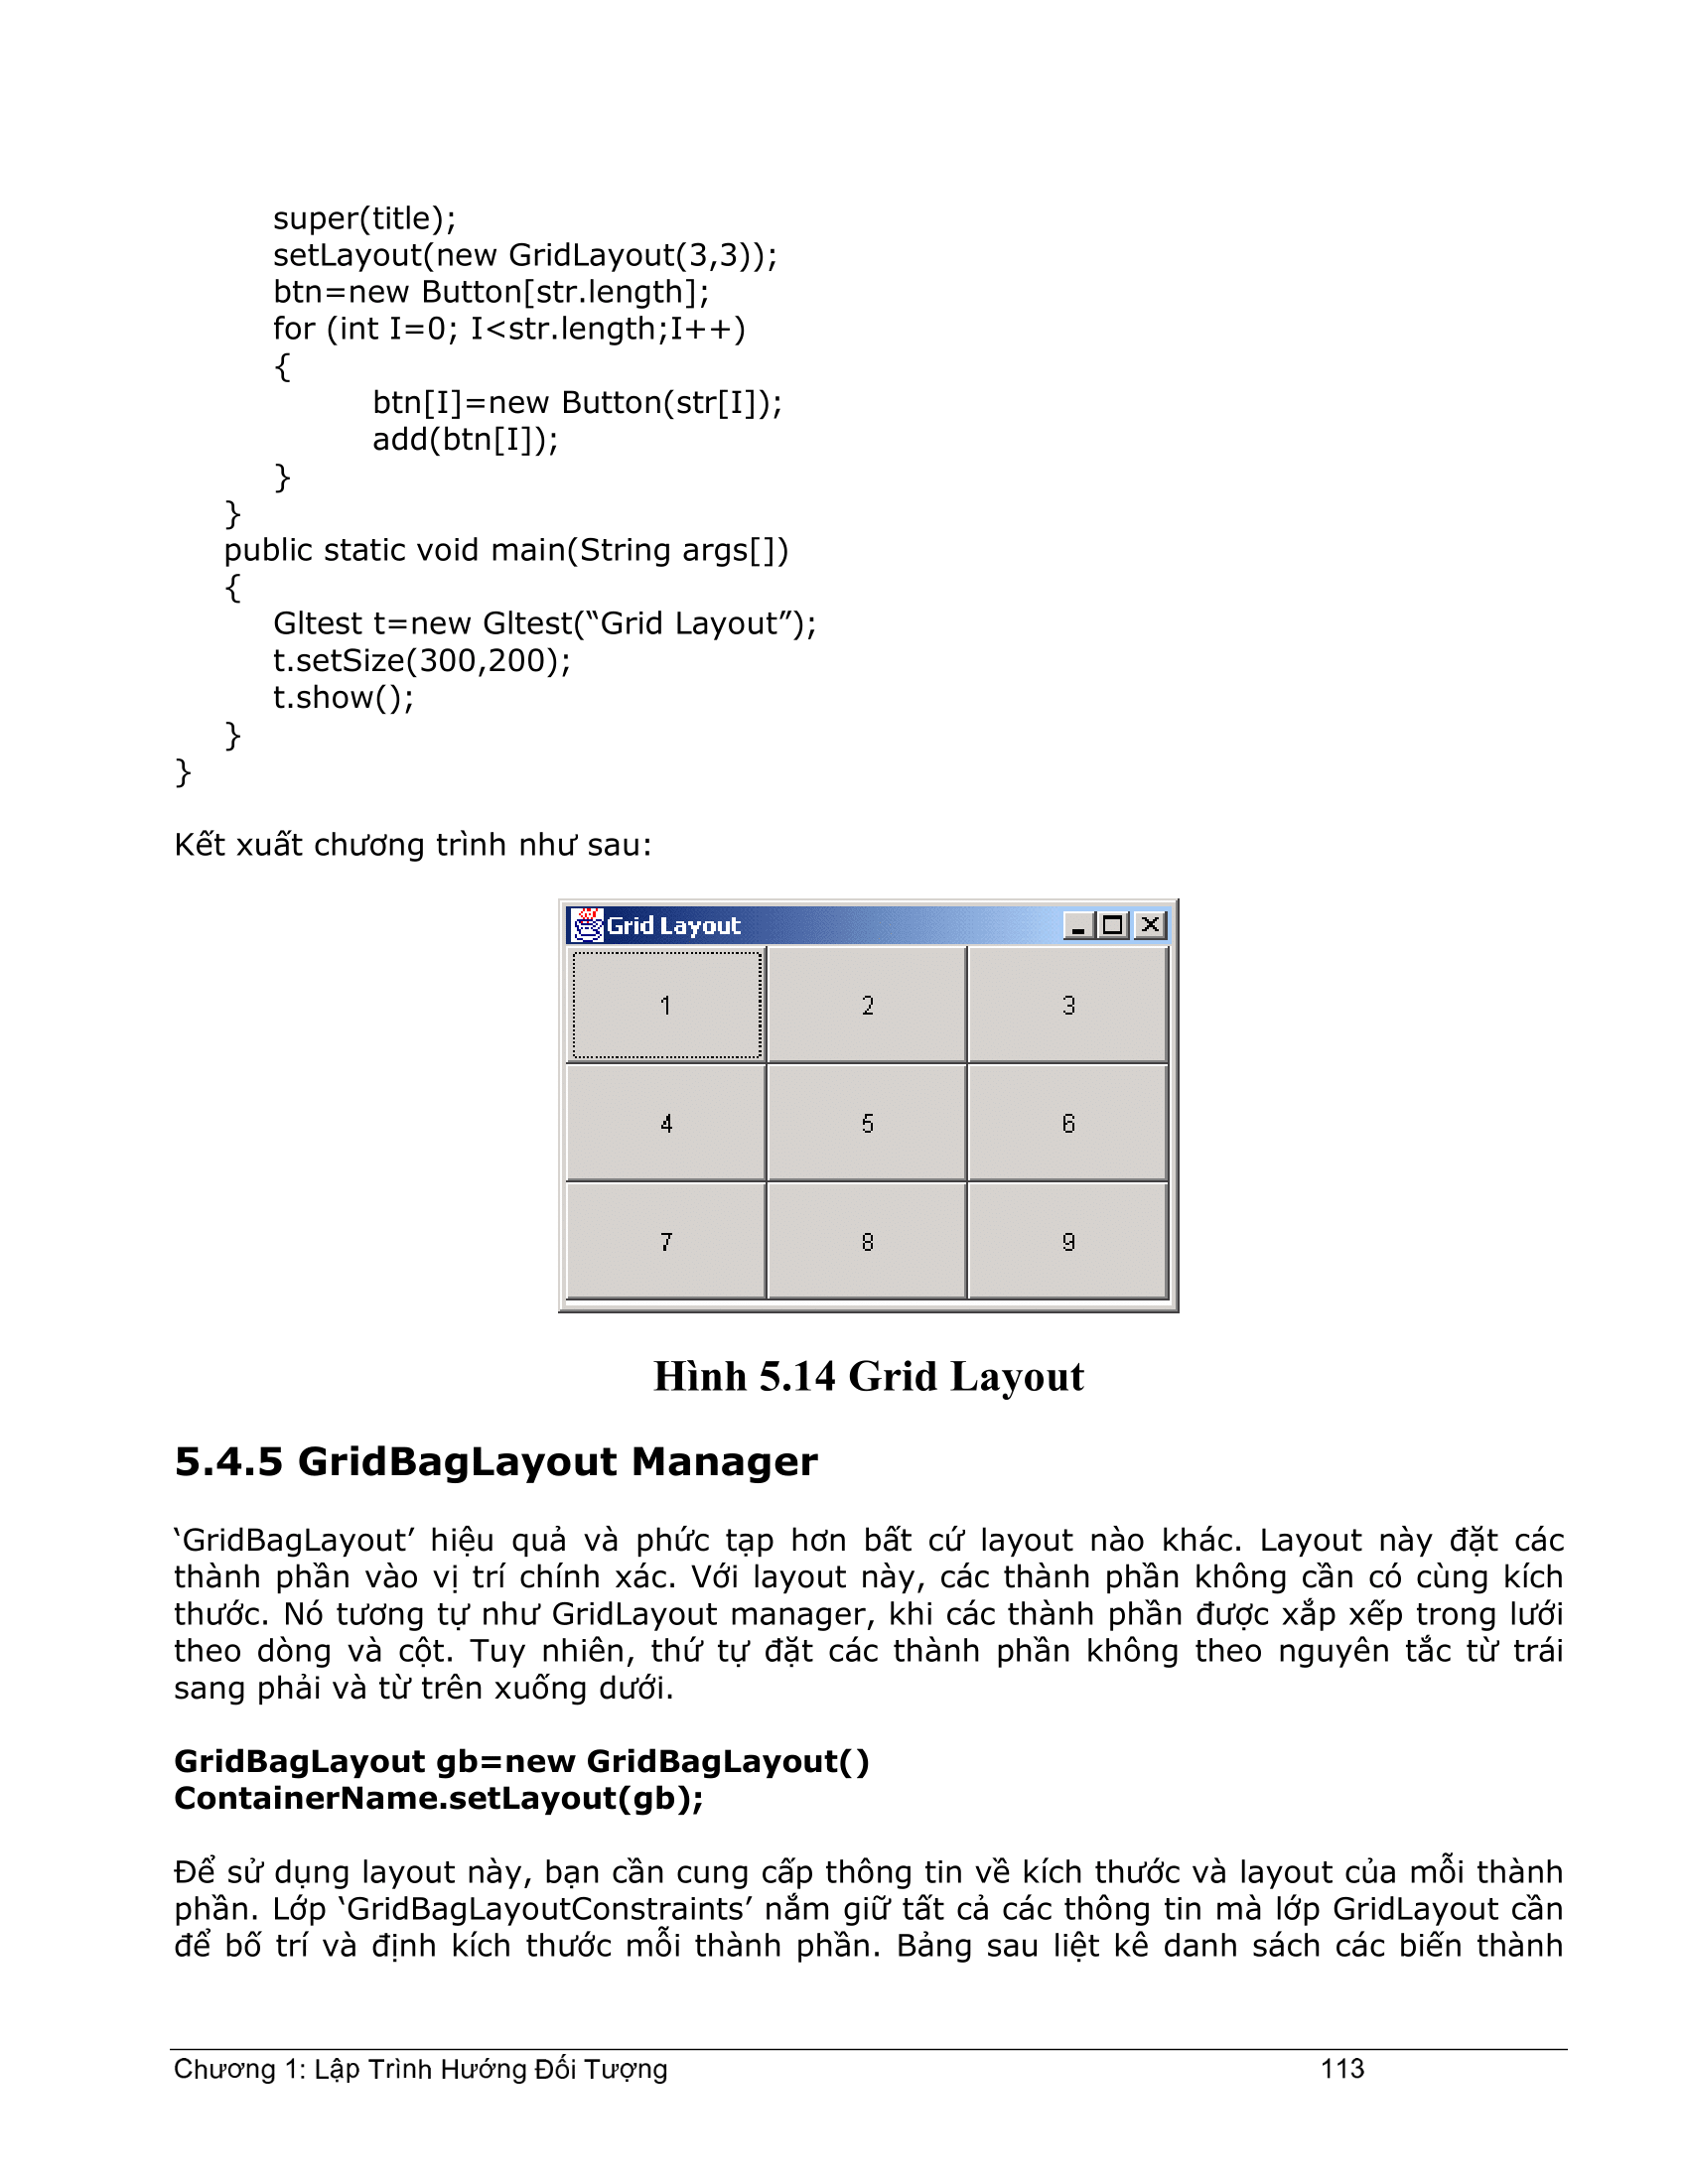 super(title);
setLayout(new GridLayout(3,3));
btn=new Button[str.length];
for (int I=0; I<str.length;I++)
{
btn[I]=new Button(str[I]);
add(btn[I]);
}
}
public static void main(String args[])
{
Gltest t=new Gltest(“Grid Layout”);
t.setSize(300,200);
t.show();
}
}
Kết xuất chương trình như sau:
Grid Layout
1 2 3
4 5 6
7 8 9
Hình 5.14 Grid Layout
5.4.5 GridBagLayout Manager
‘GridBagLayout’ hiệu quả và phức tạp hơn bất cứ layout nào khác. Layout này đặt các
thành phần vào vị trí chính xác. Với layout này, các thành phần không cần có cùng kích
thước. Nó tương tự như GridLayout manager, khi các thành phần được xắp xếp trong lưới
theo dòng và cột. Tuy nhiên, thứ tự đặt các thành phần không theo nguyên tắc từ trái
sang phải và từ trên xuống dưới.
GridBagLayout gb=new GridBagLayout()
ContainerName.setLayout(gb);
Để sử dụng layout này, bạn cần cung cấp thông tin về kích thước và layout của mỗi thành
phần. Lớp ‘GridBagLayoutConstraints’ nắm giữ tất cả các thông tin mà lớp GridLayout cần
để bố trí và định kích thước mỗi thành phần. Bảng sau liệt kê danh sách các biến thành
Chương 1: Lập Trình Hướng Đối Tượng 113